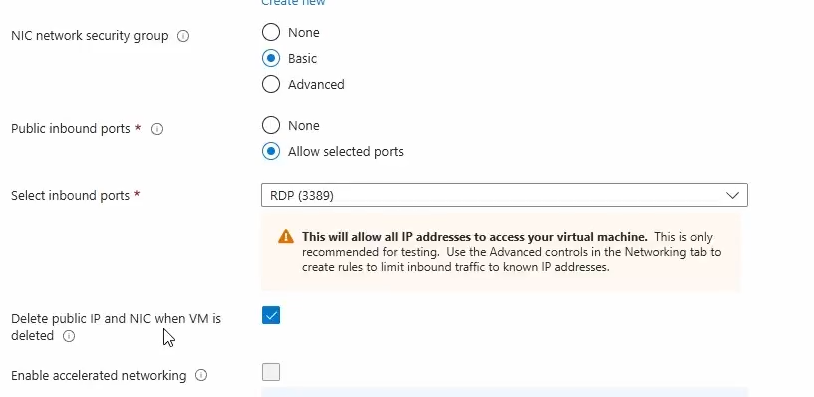 Create new
NIC network security group
None
Basic
Advanced
Public inbound ports *
None
Allow selected ports
Select inbound ports *
RDP (3389)
This will allow all IP addresses to access your virtual machine. This is only
recommended for testing. Use the Advanced controls in the Networking tab to
create rules to limit inbound traffic to known IP addresses.
Delete public IP and NIC when VM is
deleted
Enable accelerated networking